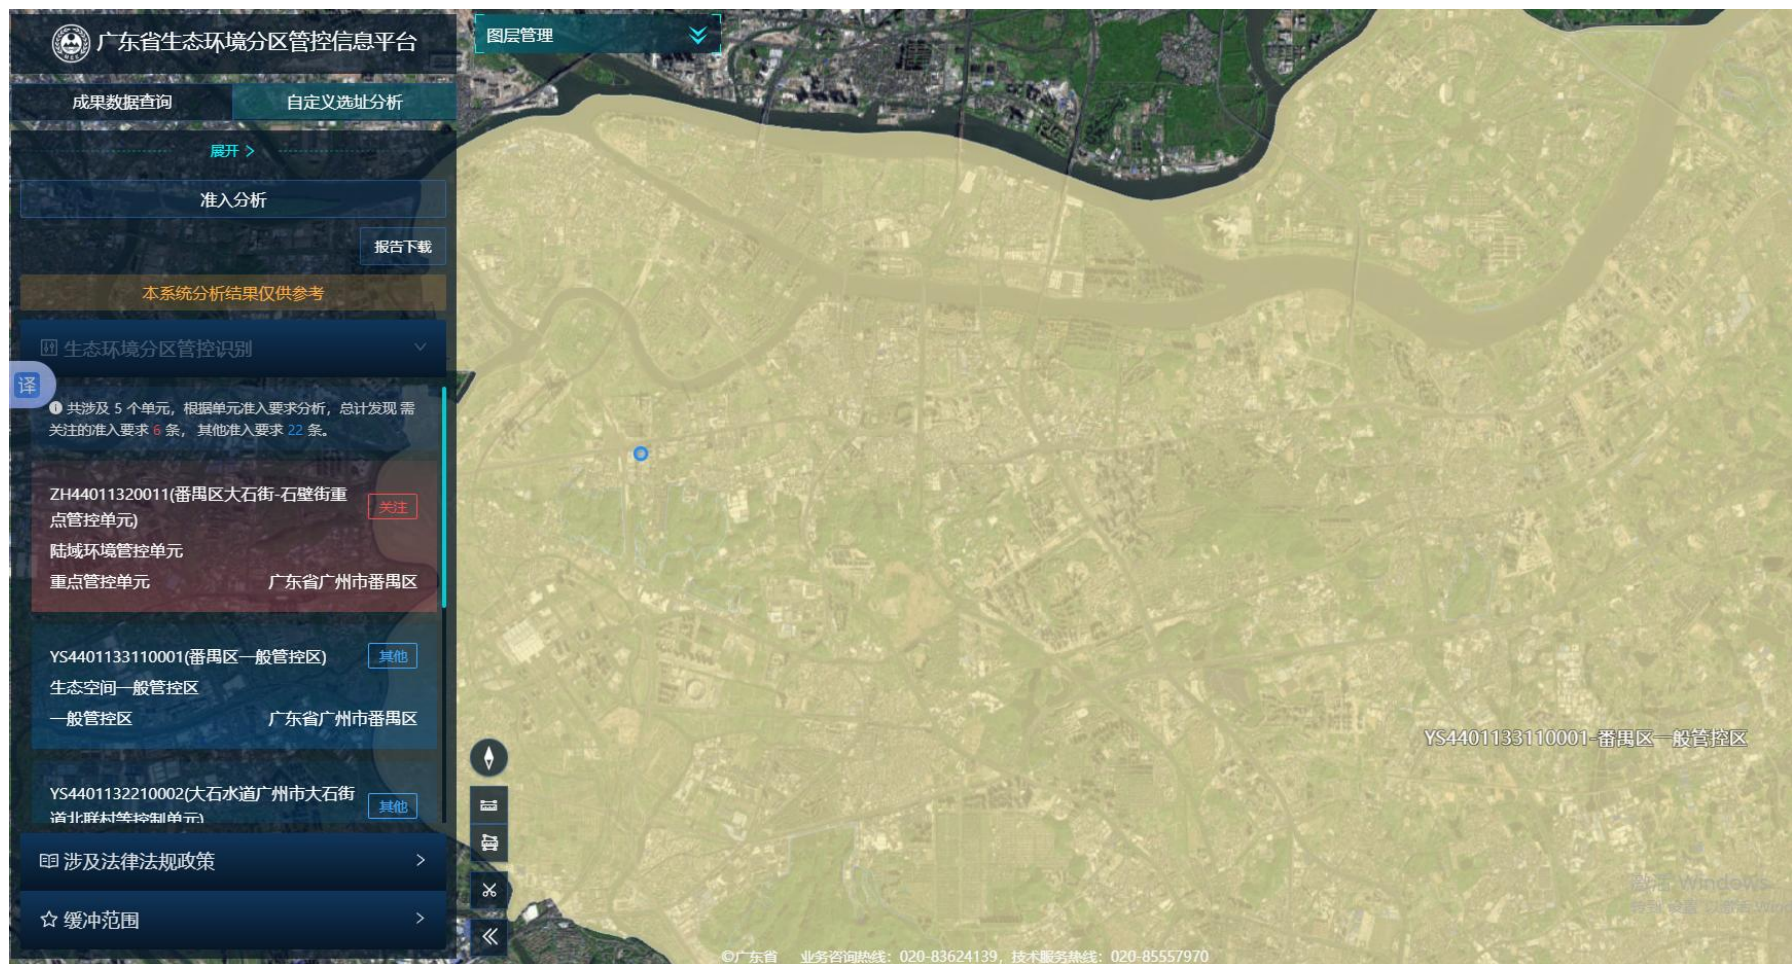 广东省生态环境分区管控信息平台
图层管理
成果数据查询
自定义选址分析
展开 >
准入分析
报告下载
本系统分析结果仅供参考
生态环境分区管控识别
译
共涉及 5 个单元，根据单元准入要求分析，总计发现 需
关注的准入要求 6 条， 其他准入要求 22 条。
ZH44011320011(番禺区大石街-石壁街重
点管控单元)
关注
陆域环境管控单元
重点管控单元
广东省广州市番禺区
YS4401133110001(番禺区一般管控区)
其他
生态空间一般管控区
一般管控区
广东省广州市番禺区
YS4401132210002(大石水道广州市大石街
道北联村等控制单元)
其他
涉及法律法规政策
缓冲范围
YS4401133110001-番禺区一般管控区
©广东省 业务咨询热线：020-83624139，技术服务热线：020-85557970